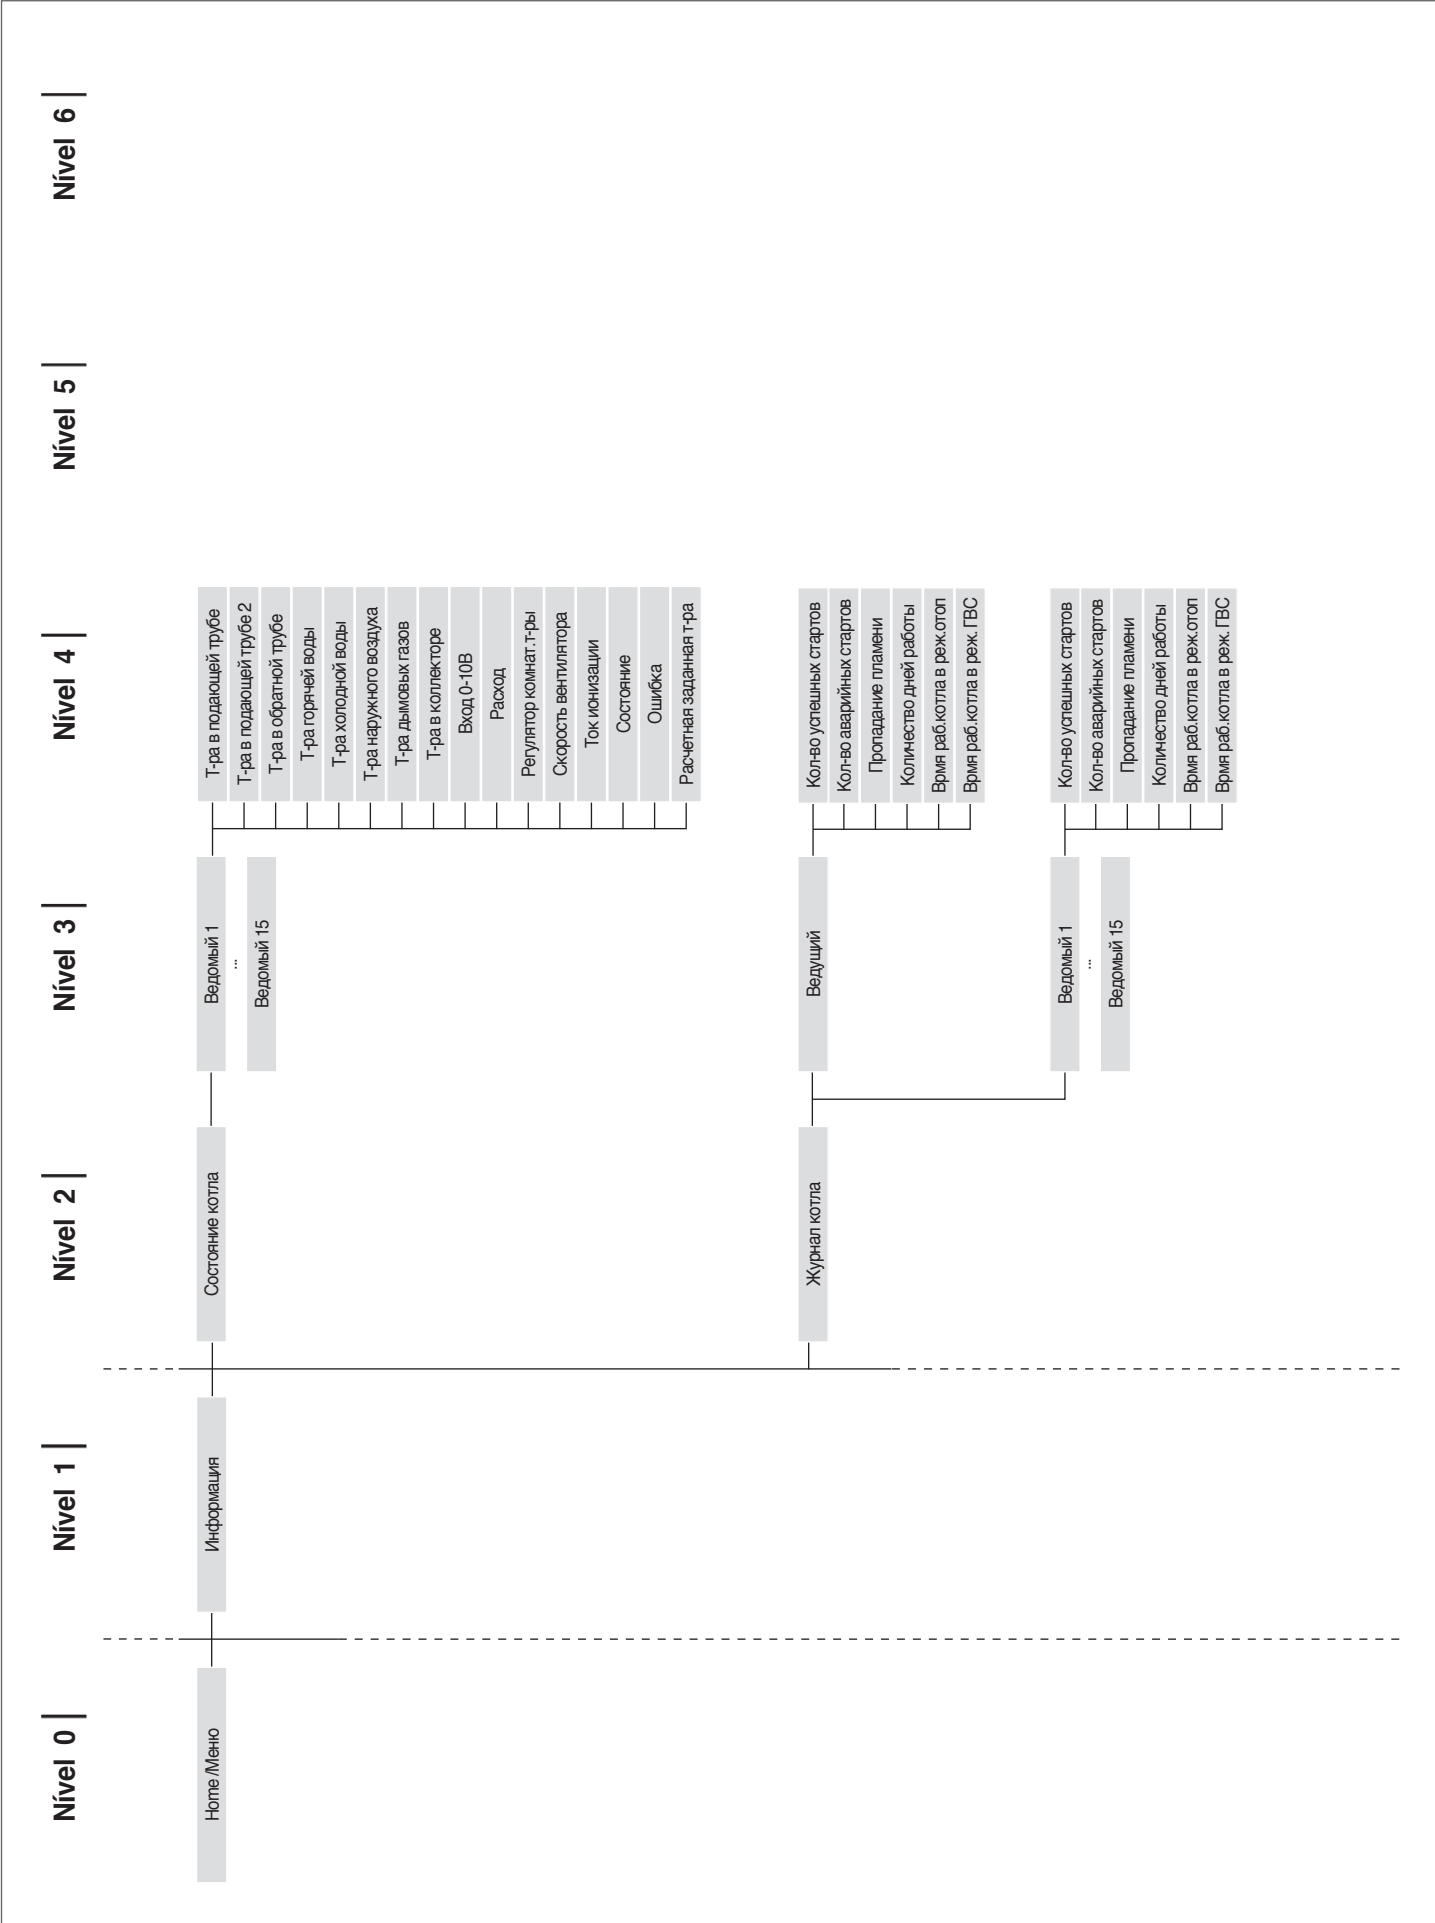 Nível 0
Nível 1
Nível 2
Nível 3
Nível 4
Nível 5
Nível 6
Home /Меню
Информация
Состояние котла
Ведомый 1
...
Ведомый 15
Т-ра в подающей трубе
Т-ра в подающей трубе 2
Т-ра в обратной трубе
Т-ра горячей воды
Т-ра холодной воды
Т-ра наружного воздуха
Т-ра дымовых газов
Т-ра в коллекторе
Вход 0-10В
Расход
Регулятор комнат.т-ры
Скорость вентилятора
Ток ионизации
Состояние
Ошибка
Расчетная заданная т-ра
Журнал котла
Ведущий
Кол-во успешных стартов
Кол-во аварийных стартов
Пропадание пламени
Количество дней работы
Врмя раб.котла в реж.отоп
Врмя раб.котла в реж. ГВС
Ведомый 1
...
Ведомый 15
Кол-во успешных стартов
Кол-во аварийных стартов
Пропадание пламени
Количество дней работы
Врмя раб.котла в реж.отоп
Врмя раб.котла в реж. ГВС